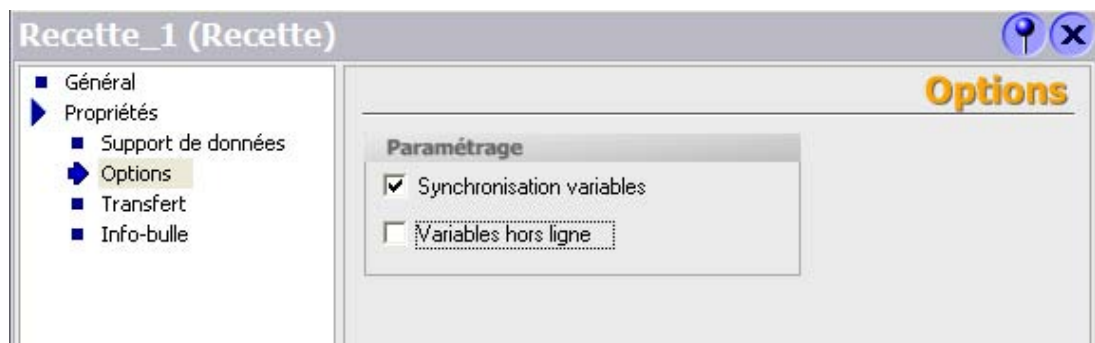 Recette_1 (Recette)
Général
Propriétés
Support de données
Options
Transfert
Info-bulle
Options
Paramétrage
Synchronisation variables
Variables hors ligne